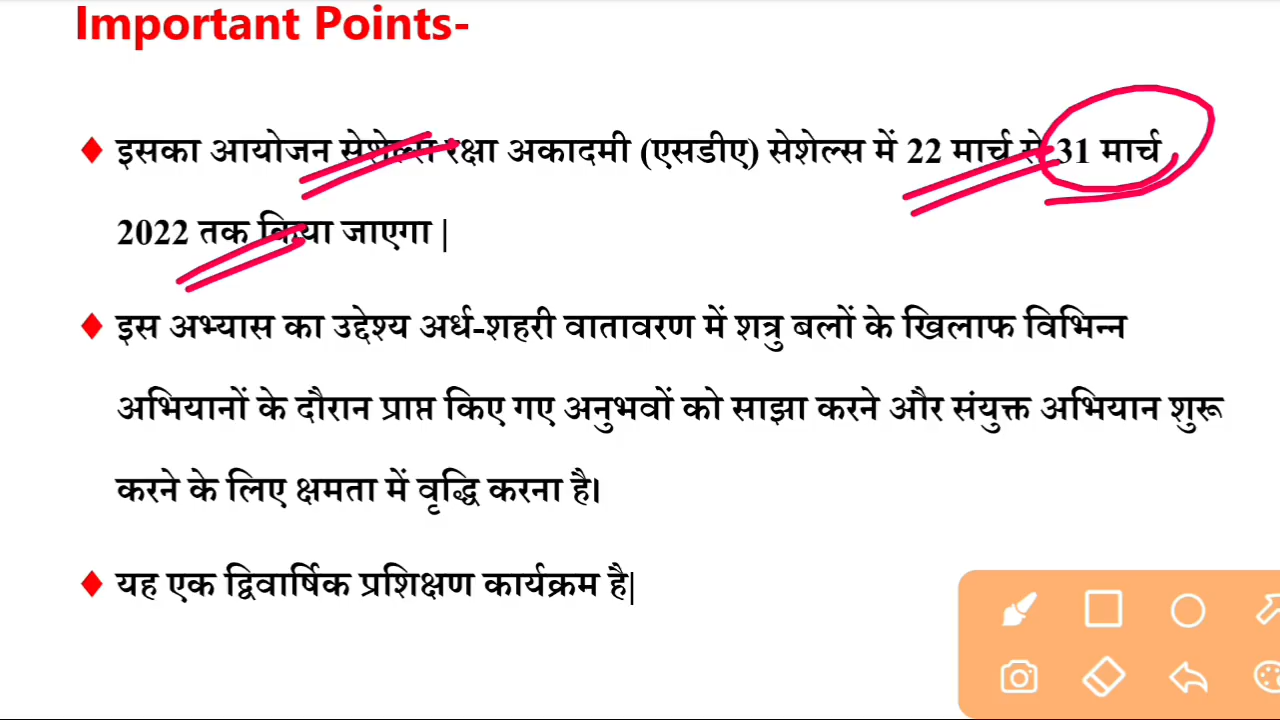 Important Points-
इसका आयोजन सेशेल्स रक्षा अकादमी (एसडीए) सेशेल्स में 22 मार्च से 31 मार्च
2022 तक किया जाएगा |
इस अभ्यास का उद्देश्य अर्ध-शहरी वातावरण में शत्रु बलों के खिलाफ विभिन्न
अभियानों के दौरान प्राप्त किए गए अनुभवों को साझा करने और संयुक्त अभियान शुरू
करने के लिए क्षमता में वृद्धि करना है।
यह एक द्विवार्षिक प्रशिक्षण कार्यक्रम है|